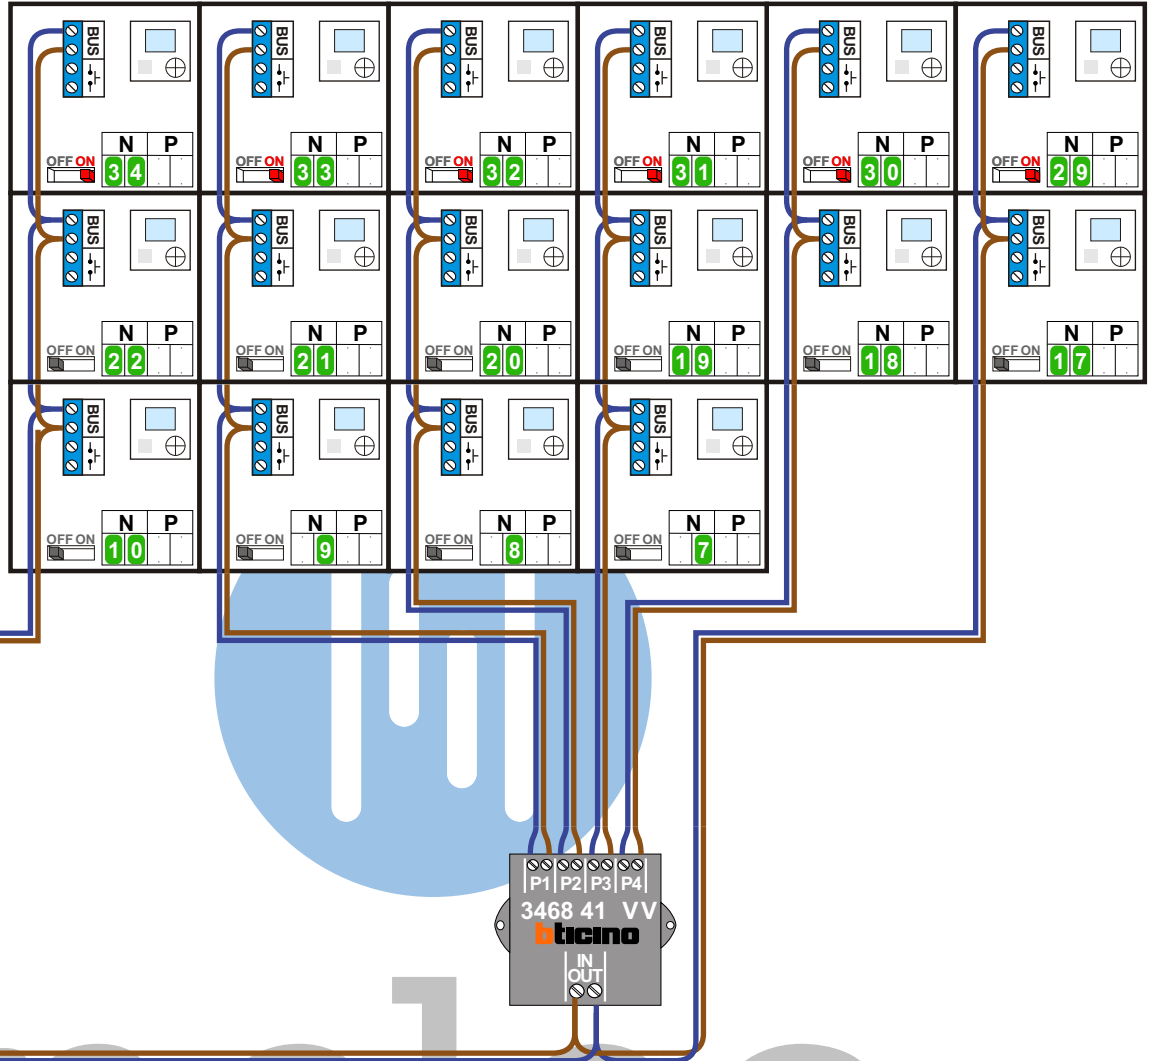 BUS BUS BUS BUS BUS BUS
N P N P N P N P N P N P
OFF ON 34 OFF ON 33 OFF ON 32 OFF ON 31 OFF ON 30 OFF ON 29
BUS BUS BUS BUS BUS BUS
N P N P N P N P N P N P
OFF ON 22 OFF ON 21 OFF ON 20 OFF ON 19 OFF ON 18 OFF ON 17
BUS BUS BUS BUS
N P N P N P N P
OFF ON 10 OFF ON 9 OFF ON 8 OFF ON 7
P1 P2 P3 P4
3468 41 VV
bticino
IN
OUT